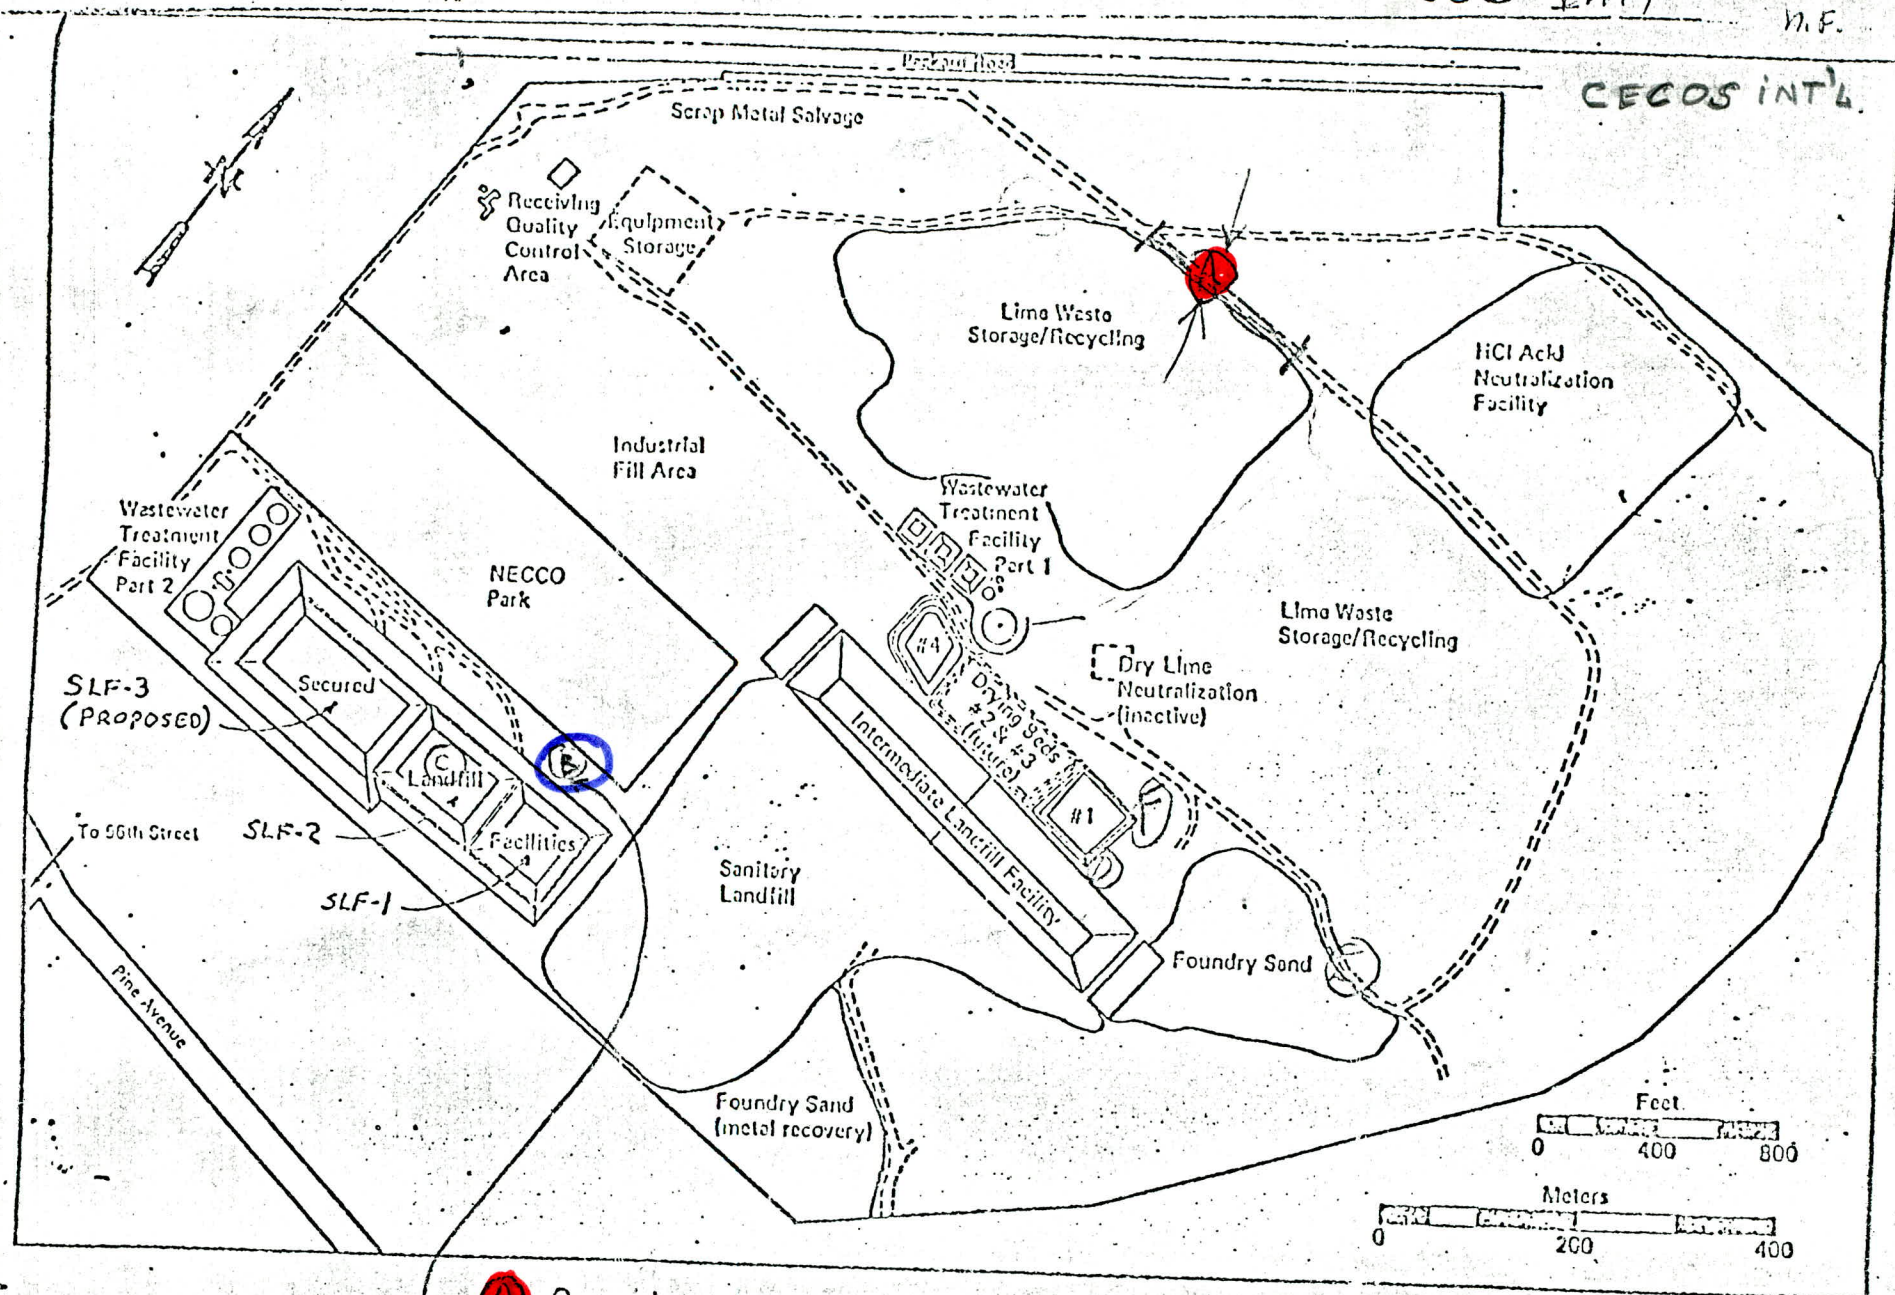 N.F.
CECOS INT'L.
Scrap Metal Salvage
Receiving
Quality
Control
Area
Equipment
Storage
A
Lime Waste
Storage/Recycling
HCl Acid
Neutralization
Facility
Industrial
Fill Area
Wastewater
Treatment
Facility
Part 1
Wastewater
Treatment
Facility
Part 2
NECCO
Park
Lime Waste
Storage/Recycling
#4
Dry Lime
Neutralization
(inactive)
SLF-3
(PROPOSED)
Secured
Drying Beds
#2 & #3
(future)
Intermediate Landfill Facility
B
C
Landfill
#1
To 56th Street
SLF-2
Facilities
SLF-1
Sanitary
Landfill
Foundry Sand
Pine Avenue
Foundry Sand
(metal recovery)
Feet
0 400 800
Meters
0 200 400
A